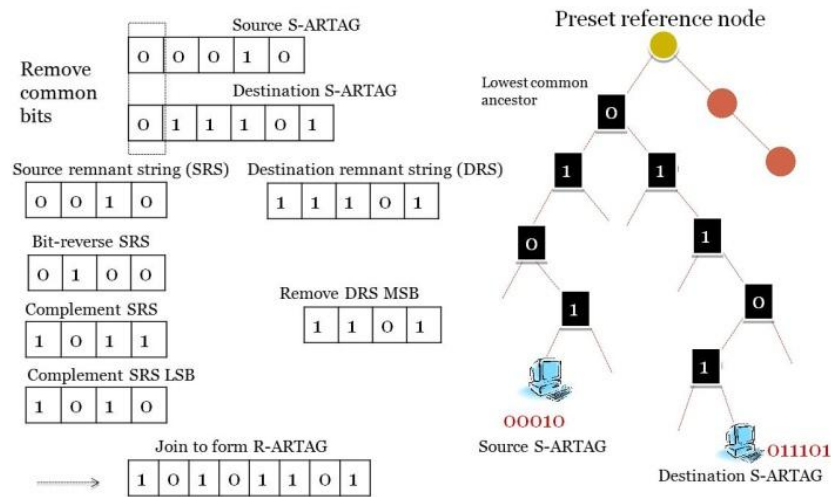 Source S-ARTAG
0 0 0 1 0
Remove
common
bits
Destination S-ARTAG
0 1 1 1 0 1
Source remnant string (SRS)
0 0 1 0
Destination remnant string (DRS)
1 1 1 0 1
Bit-reverse SRS
0 1 0 0
Remove DRS MSB
1 1 0 1
Complement SRS
1 0 1 1
Complement SRS LSB
1 0 1 0
Join to form R-ARTAG
1 0 1 0 1 1 0 1
Preset reference node
Lowest common
ancestor
0
1 1
0 1
1 0
1
00010
Source S-ARTAG
011101
Destination S-ARTAG